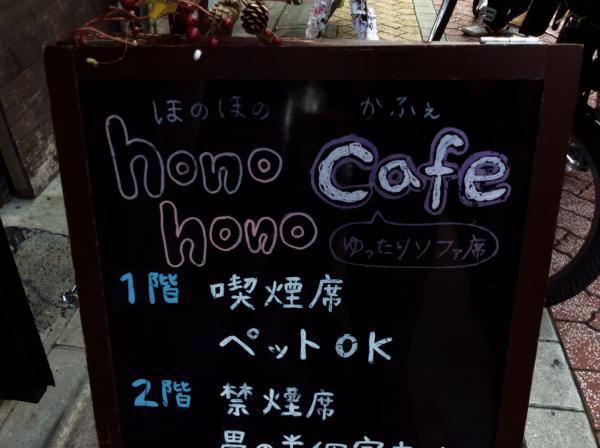 ほのほの かふぇ
hono Cafe
hono
ゆったりソファ席
1階 喫煙席
ペットOK
2階 禁煙席